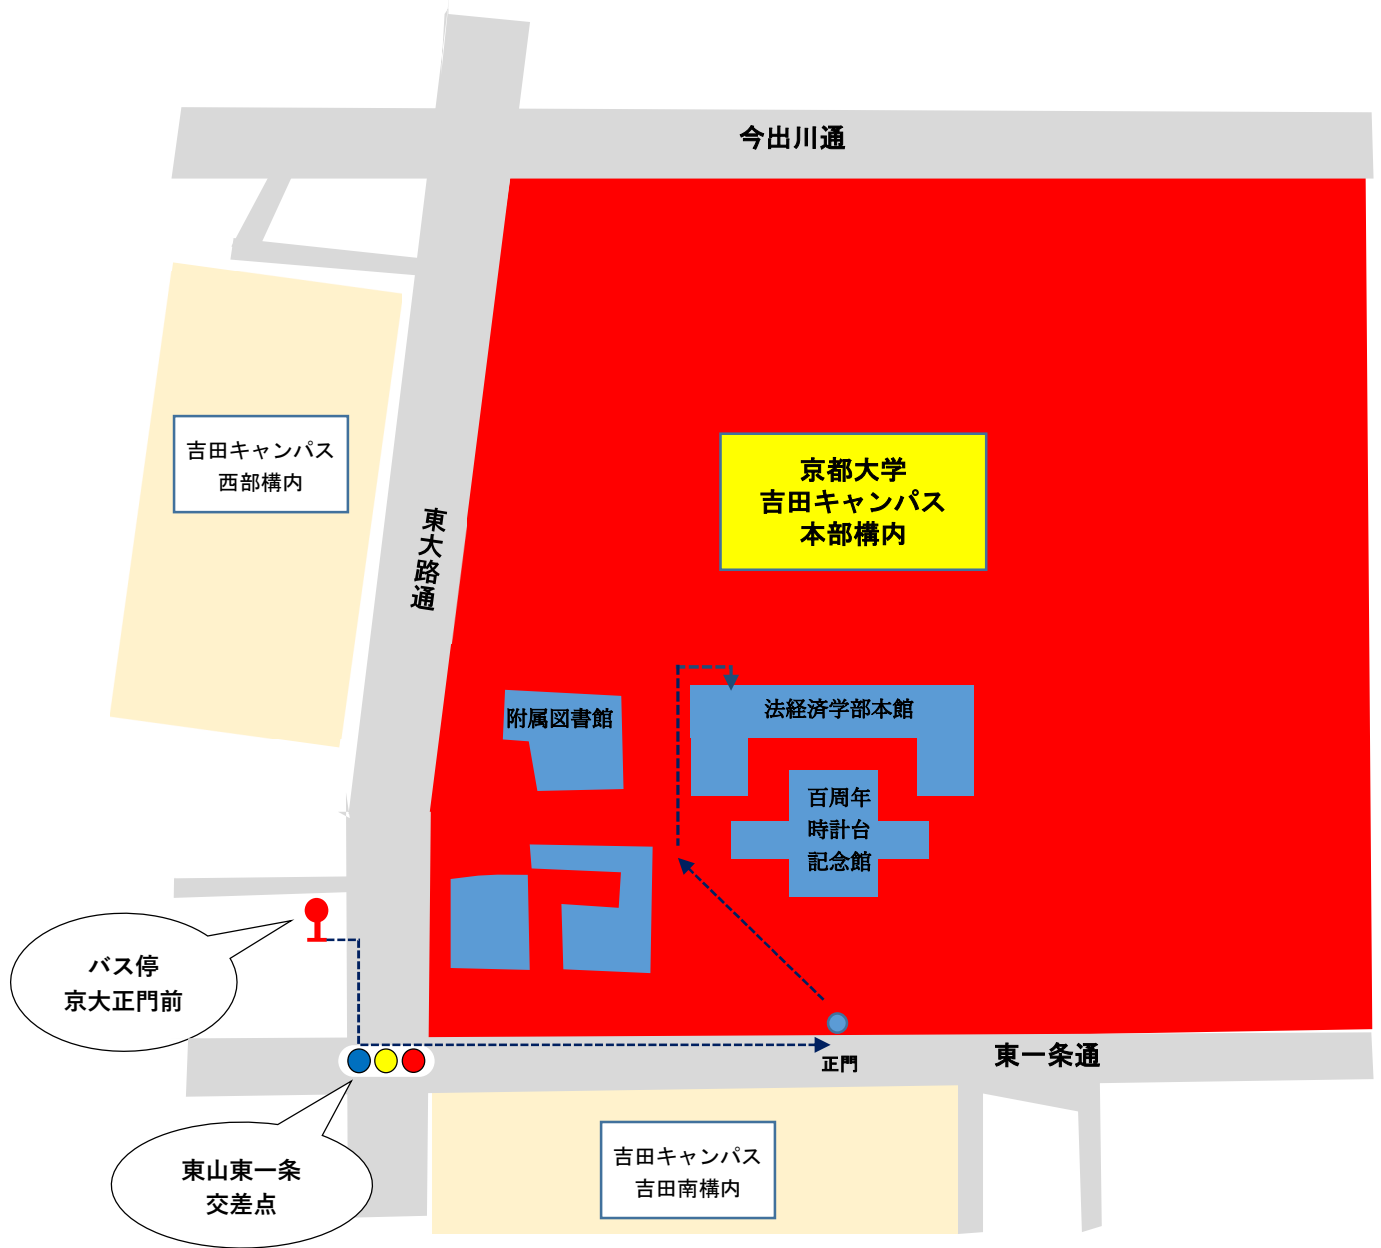 今出川通
吉田キャンパス
西部構内
京都大学
吉田キャンパス
本部構内
東大路通
附属図書館
法経済学部本館
百周年
時計台
記念館
バス停
京大正門前
東一条通
正門
東山東一条
交差点
吉田キャンパス
吉田南構内